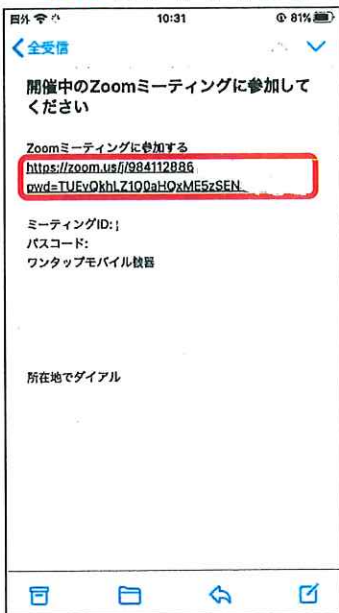 圏外 10:31 81%
全受信
開催中のZoomミーティングに参加して
ください
Zoomミーティングに参加する
https://zoom.us/j/984112886
pwd=TUEvQkhLZ1Q0aHQxME5zSEN
ミーティングID:
パスコード:
ワンタップモバイル機器
所在地でダイアル